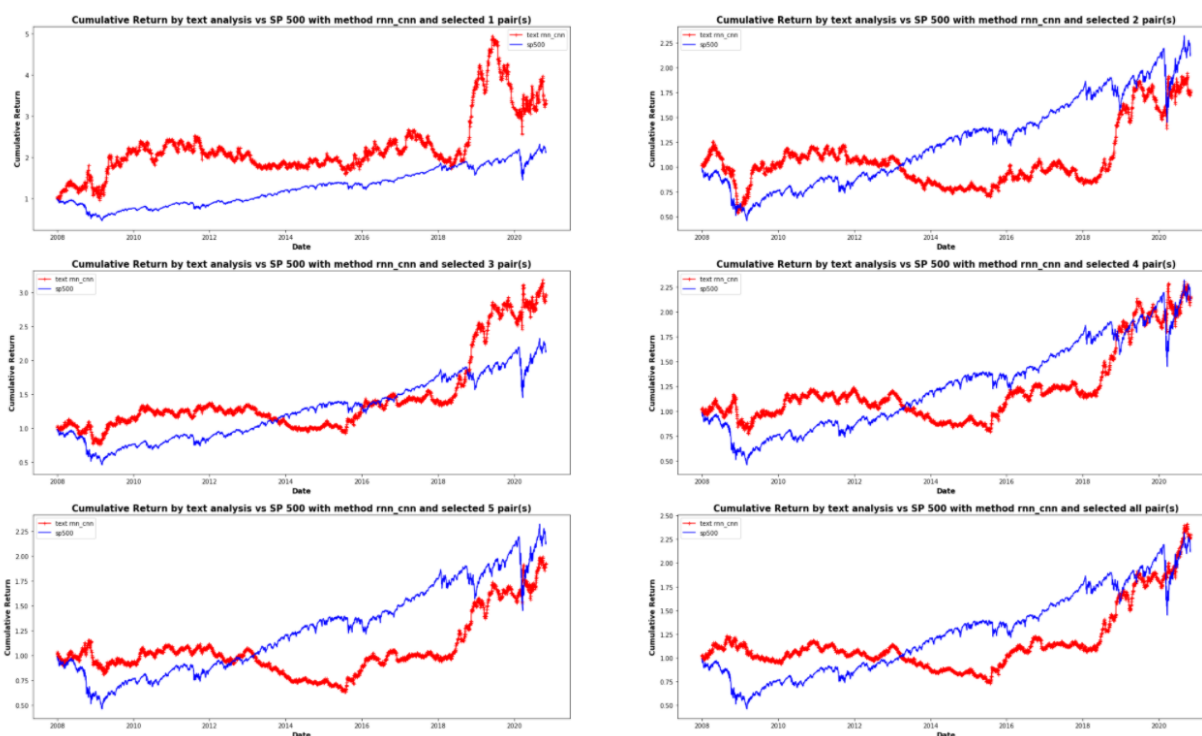 Cumulative Return by text analysis vs SP 500 with method rnn_cnn and selected 1 pair(s)
text rnn_cnn
sp500
5
4
3
2
1
Cumulative Return
2008 2010 2012 2014 2016 2018 2020
Date
Cumulative Return by text analysis vs SP 500 with method rnn_cnn and selected 2 pair(s)
text rnn_cnn
sp500
2.25
2.00
1.75
1.50
1.25
1.00
0.75
0.50
Cumulative Return
2008 2010 2012 2014 2016 2018 2020
Date
Cumulative Return by text analysis vs SP 500 with method rnn_cnn and selected 3 pair(s)
text rnn_cnn
sp500
3.0
2.5
2.0
1.5
1.0
0.5
Cumulative Return
2008 2010 2012 2014 2016 2018 2020
Date
Cumulative Return by text analysis vs SP 500 with method rnn_cnn and selected 4 pair(s)
text rnn_cnn
sp500
2.25
2.00
1.75
1.50
1.25
1.00
0.75
0.50
Cumulative Return
2008 2010 2012 2014 2016 2018 2020
Date
Cumulative Return by text analysis vs SP 500 with method rnn_cnn and selected 5 pair(s)
text rnn_cnn
sp500
2.25
2.00
1.75
1.50
1.25
1.00
0.75
0.50
Cumulative Return
2008 2010 2012 2014 2016 2018 2020
Date
Cumulative Return by text analysis vs SP 500 with method rnn_cnn and selected all pair(s)
text rnn_cnn
sp500
2.50
2.25
2.00
1.75
1.50
1.25
1.00
0.75
0.50
Cumulative Return
2008 2010 2012 2014 2016 2018 2020
Date